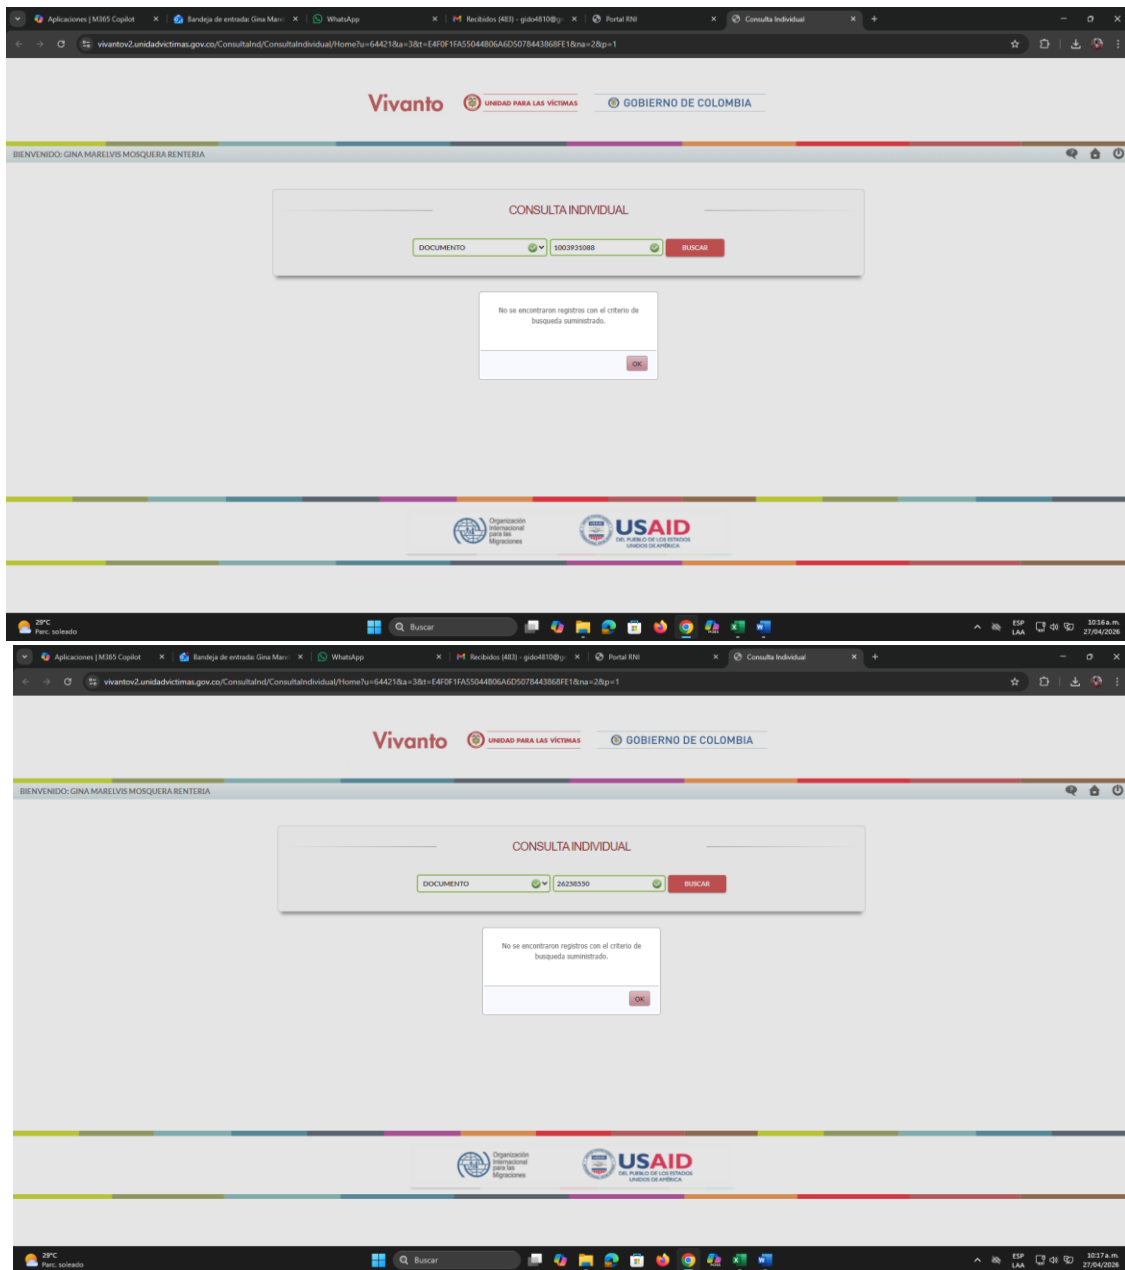 Aplicaciones | M365 Copilot
Bandeja de entrada: Gina Mare
WhatsApp
Recibidos (483) - gido4810@g
Portal RNI
Consulta Individual
vivantov2.unidadvictimas.gov.co/ConsultaInd/ConsultaIndividual/Home?u=64421&a=3&t=E4F0F1FA55044B06A6D5078443868FE1&na=2&p=1
Vivanto
UNIDAD PARA LAS VÍCTIMAS
GOBIERNO DE COLOMBIA
BIENVENIDO: GINA MARELVIS MOSQUERA RENTERIA
CONSULTA INDIVIDUAL
DOCUMENTO
1003931088
BUSCAR
No se encontraron registros con el criterio de
busqueda suministrado.
OK
Organización
Internacional
para las
Migraciones
USAID
DEL PUEBLO DE LOS ESTADOS
UNIDOS DE AMÉRICA
29°C
Parc. soleado
Buscar
ESP
LAA
10:16 a.m.
27/04/2026
Aplicaciones | M365 Copilot
Bandeja de entrada: Gina Mare
WhatsApp
Recibidos (483) - gido4810@g
Portal RNI
Consulta Individual
vivantov2.unidadvictimas.gov.co/ConsultaInd/ConsultaIndividual/Home?u=64421&a=3&t=E4F0F1FA55044B06A6D5078443868FE1&na=2&p=1
Vivanto
UNIDAD PARA LAS VÍCTIMAS
GOBIERNO DE COLOMBIA
BIENVENIDO: GINA MARELVIS MOSQUERA RENTERIA
CONSULTA INDIVIDUAL
DOCUMENTO
26258550
BUSCAR
No se encontraron registros con el criterio de
busqueda suministrado.
OK
Organización
Internacional
para las
Migraciones
USAID
DEL PUEBLO DE LOS ESTADOS
UNIDOS DE AMÉRICA
29°C
Parc. soleado
Buscar
ESP
LAA
10:17 a.m.
27/04/2026